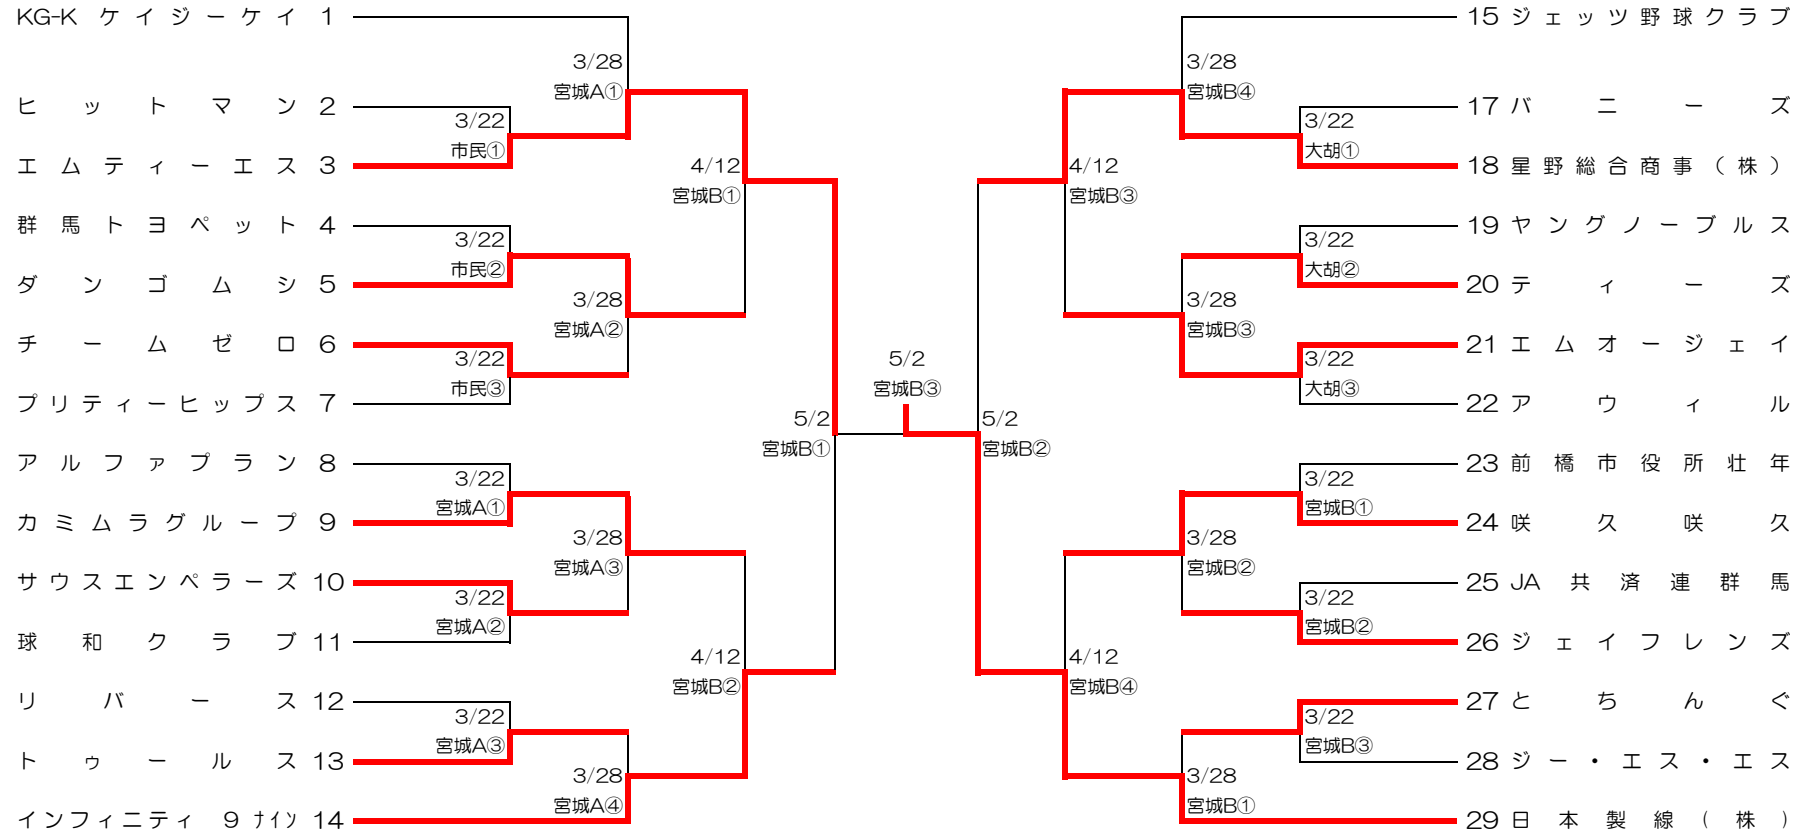 KG-K ケイジーケイ 1
3/28
宮城A①
ヒットマン 2
3/22
市民①
エムティーエス 3
4/12
宮城B①
群馬トヨペット 4
3/22
市民②
ダンゴムシ 5
3/28
宮城A②
チームゼロ 6
3/22
市民③
プリティーヒップス 7
5/2
宮城B①
アルファプラン 8
3/22
宮城A①
カミムラグループ 9
3/28
宮城A③
サウスエンペラーズ 10
3/22
宮城A②
球和クラブ 11
4/12
宮城B②
リバース 12
3/22
宮城A③
トゥールス 13
3/28
宮城A④
インフィニティ 9 ナイン 14
5/2
宮城B③
15 ジェッツ野球クラブ
3/28
宮城B④
17 バニーズ
3/22
大胡①
18 星野総合商事(株)
4/12
宮城B③
19 ヤングノーブルス
3/22
大胡②
20 ティーズ
3/28
宮城B③
21 エムオージェイ
3/22
大胡③
22 アウィル
5/2
宮城B②
23 前橋市役所壮年
3/22
宮城B①
24 咲久咲久
3/28
宮城B②
25 JA共済連群馬
3/22
宮城B②
26 ジェイフレンズ
4/12
宮城B④
27 とちんぐ
3/22
宮城B③
28 ジー・エス・エス
3/28
宮城B①
29 日本製線(株)